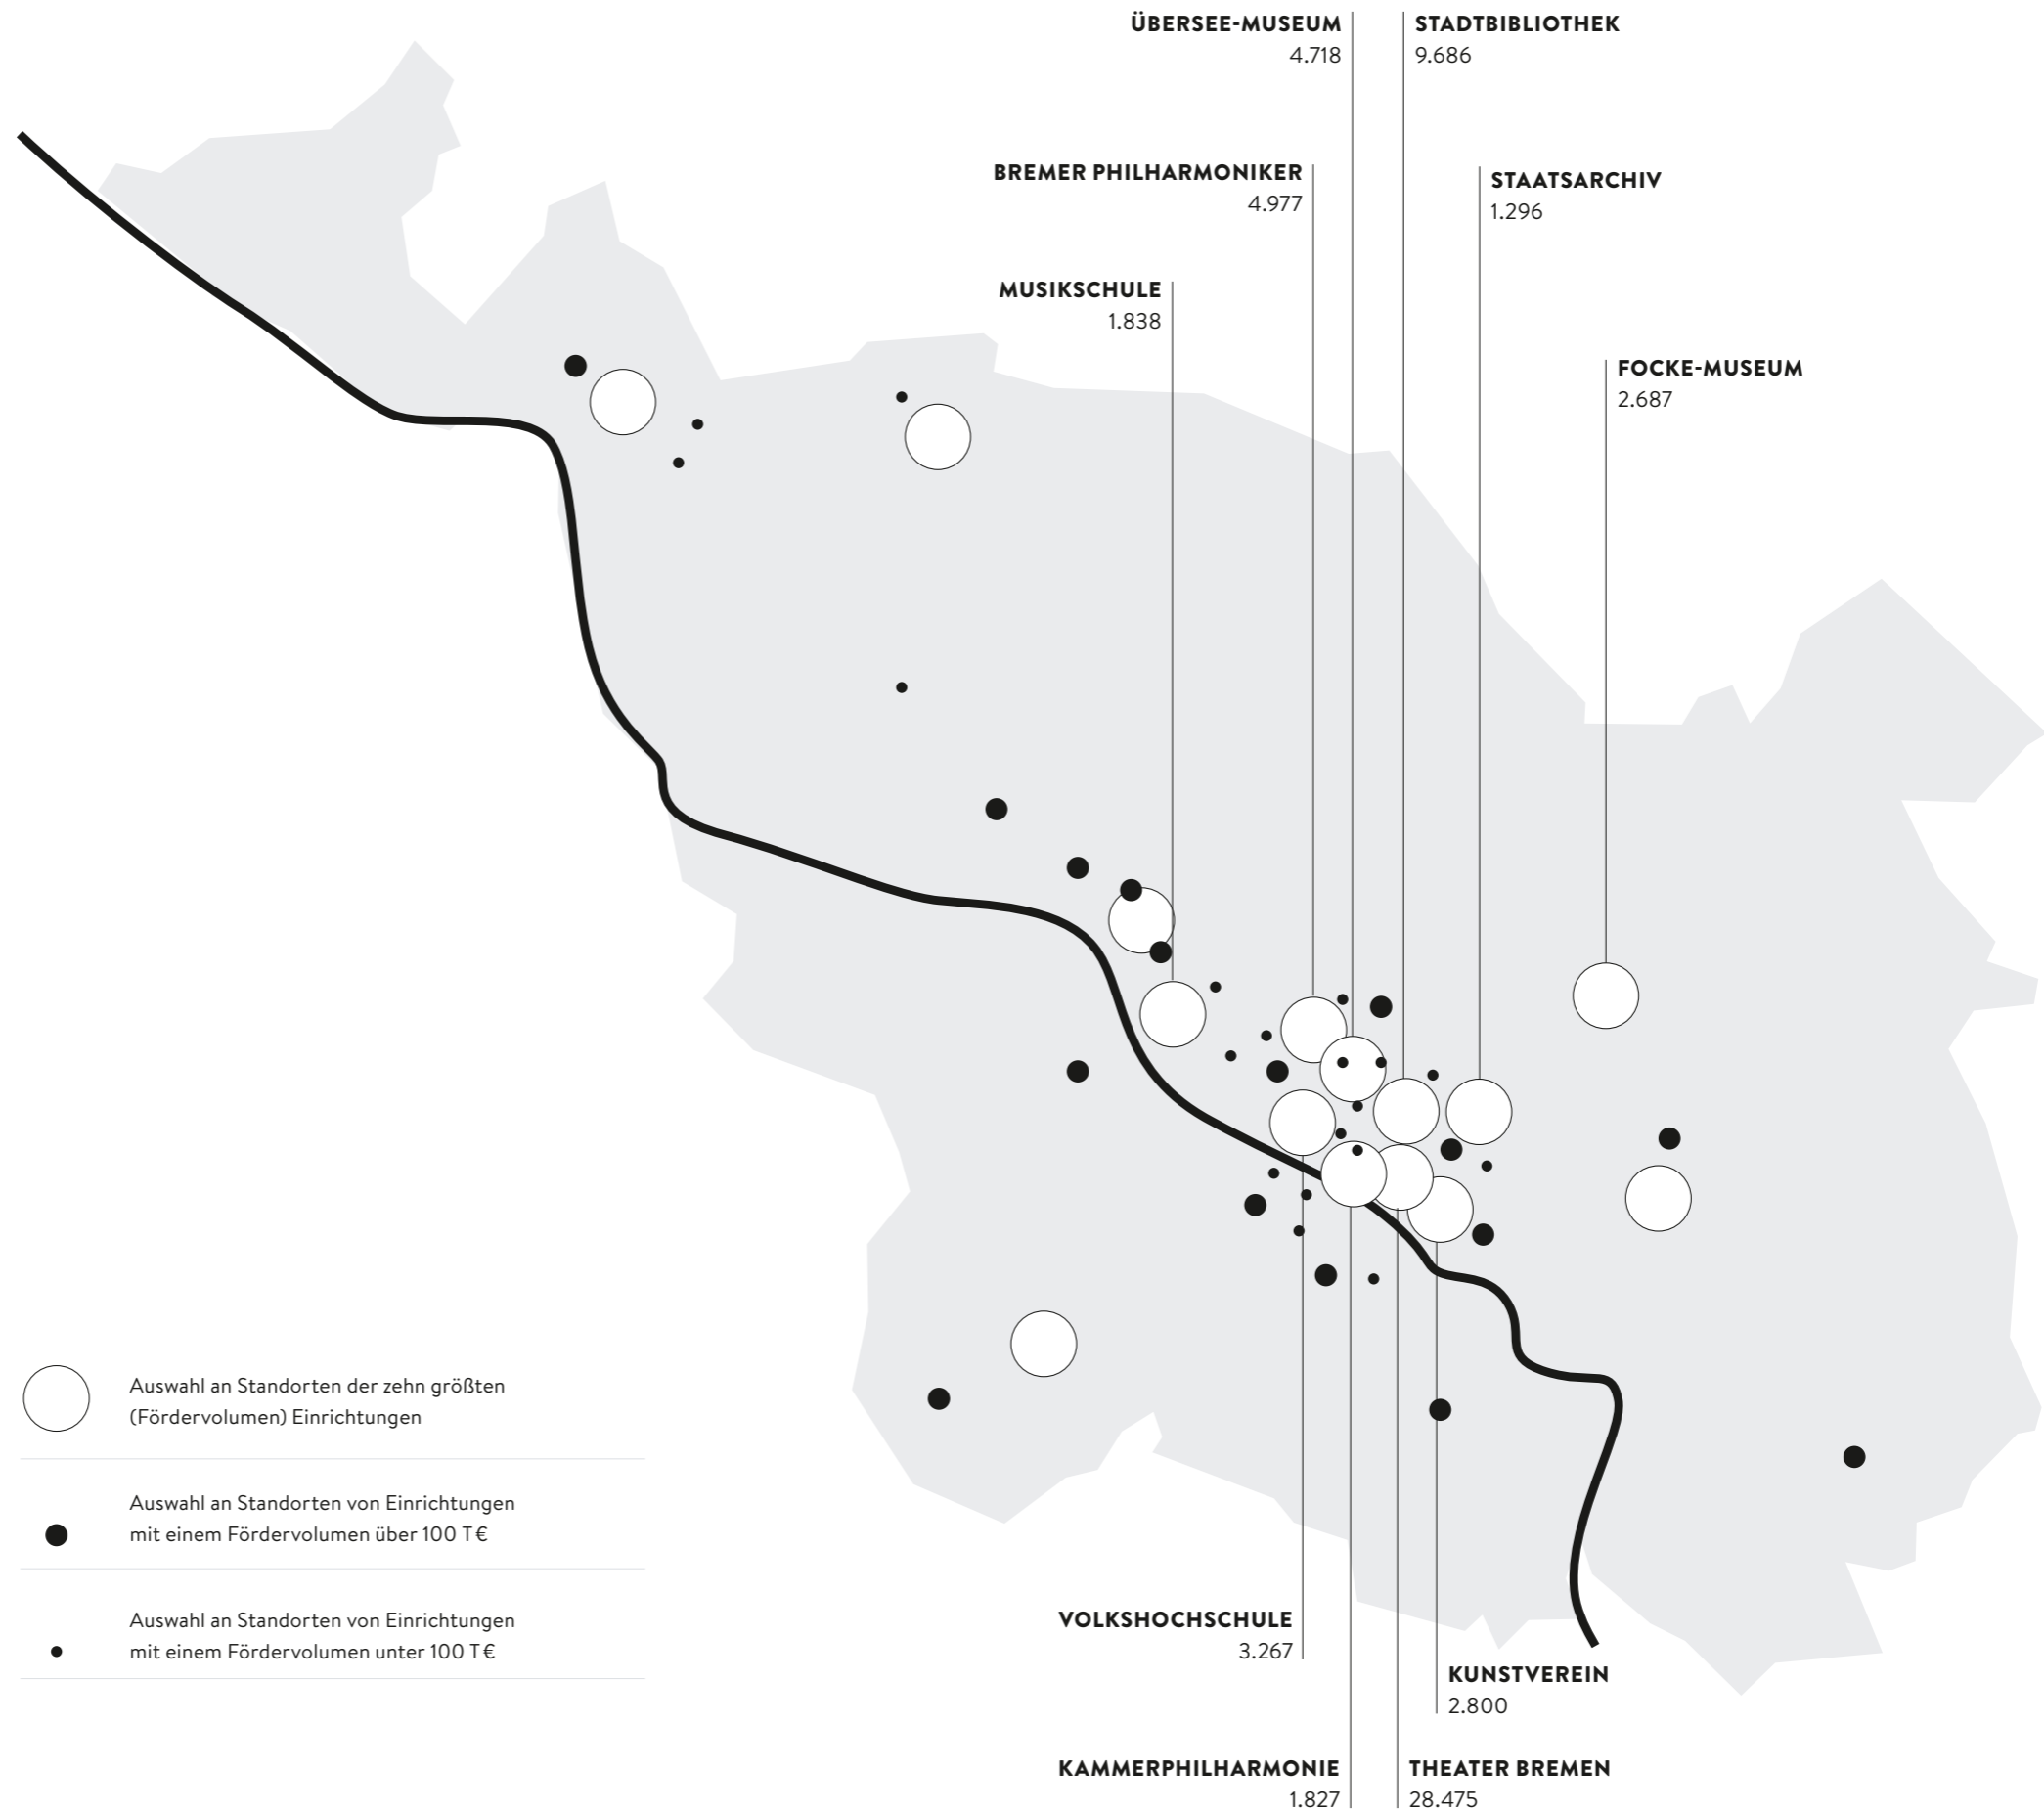 ÜBERSEE-MUSEUM
4.718
STADTBIBLIOTHEK
9.686
BREMER PHILHARMONIKER
4.977
STAATSARCHIV
1.296
MUSIKSCHULE
1.838
FOCKE-MUSEUM
2.687
Auswahl an Standorten der zehn größten
(Fördervolumen) Einrichtungen
Auswahl an Standorten von Einrichtungen
mit einem Fördervolumen über 100 T€
Auswahl an Standorten von Einrichtungen
mit einem Fördervolumen unter 100 T€
VOLKSHOCHSCHULE
3.267
KUNSTVEREIN
2.800
KAMMERPHILHARMONIE
1.827
THEATER BREMEN
28.475